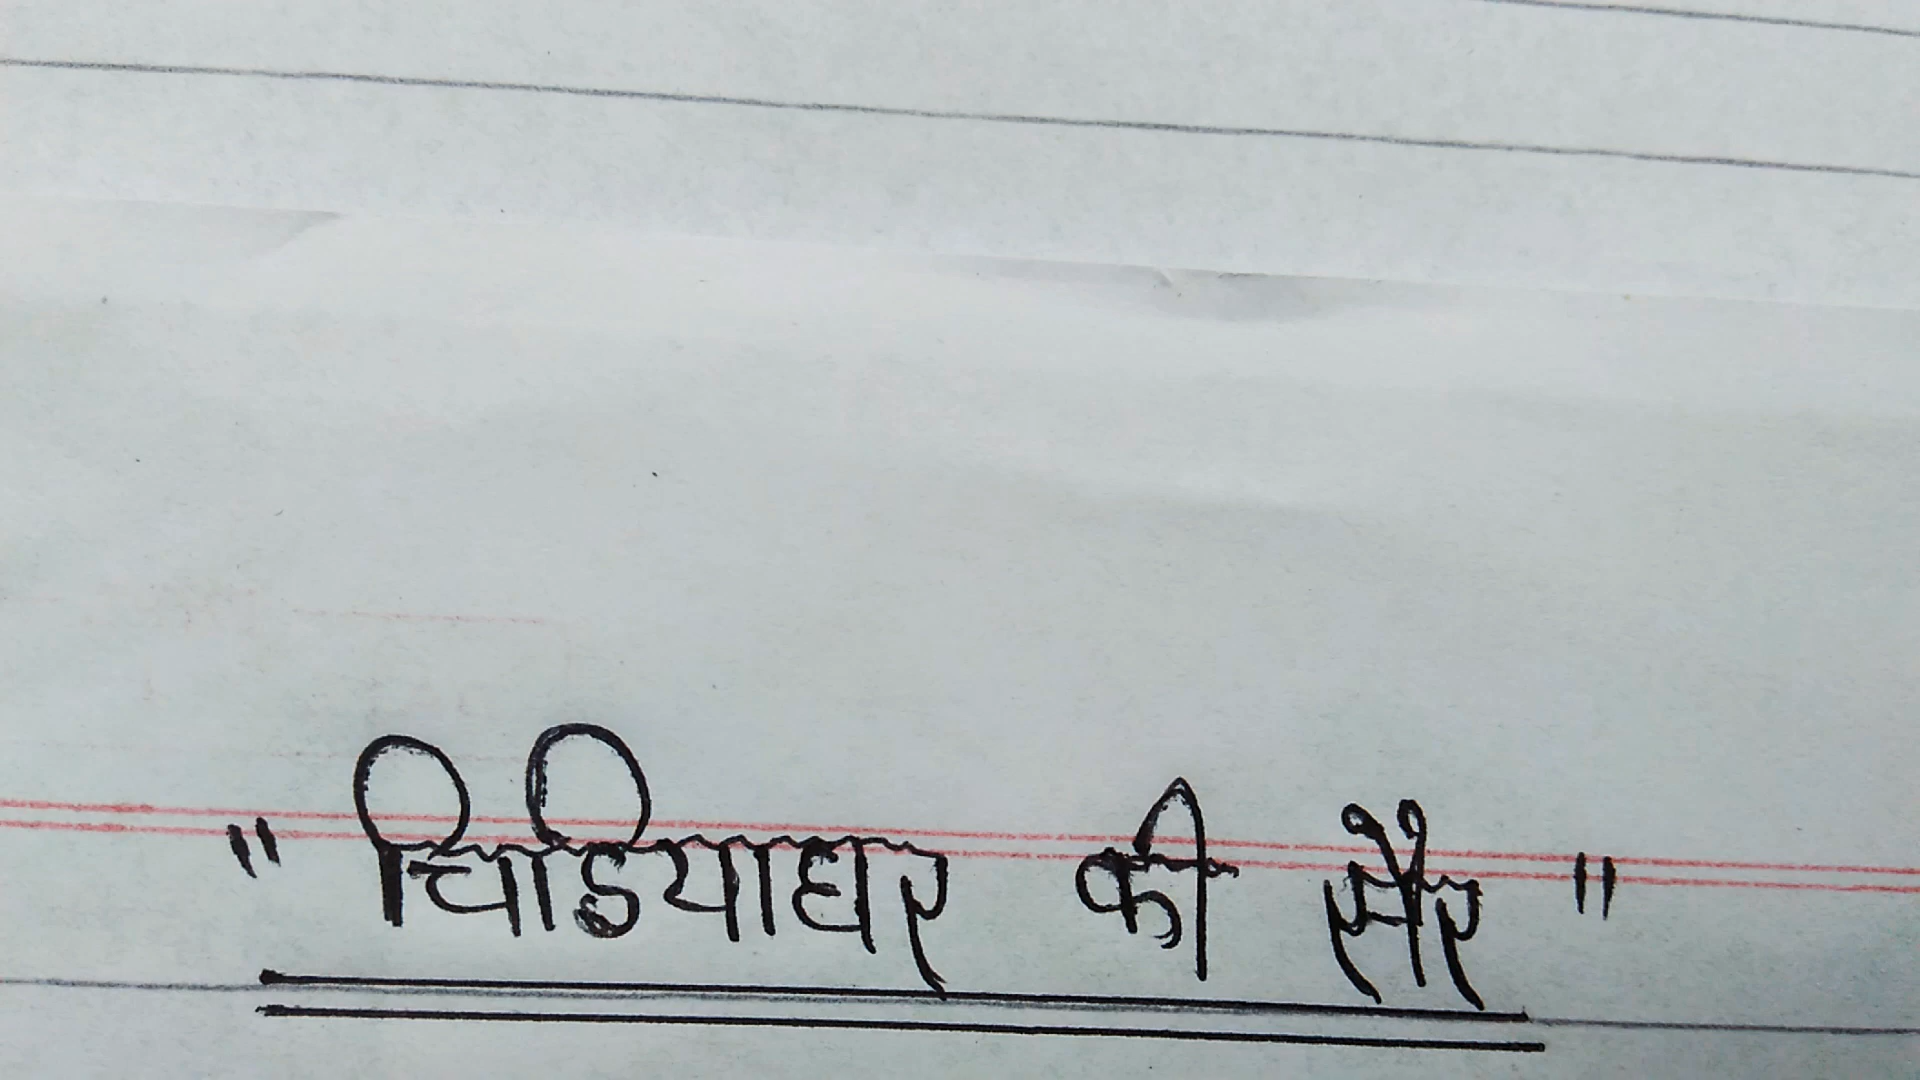 " चिडियाघर की सैर "